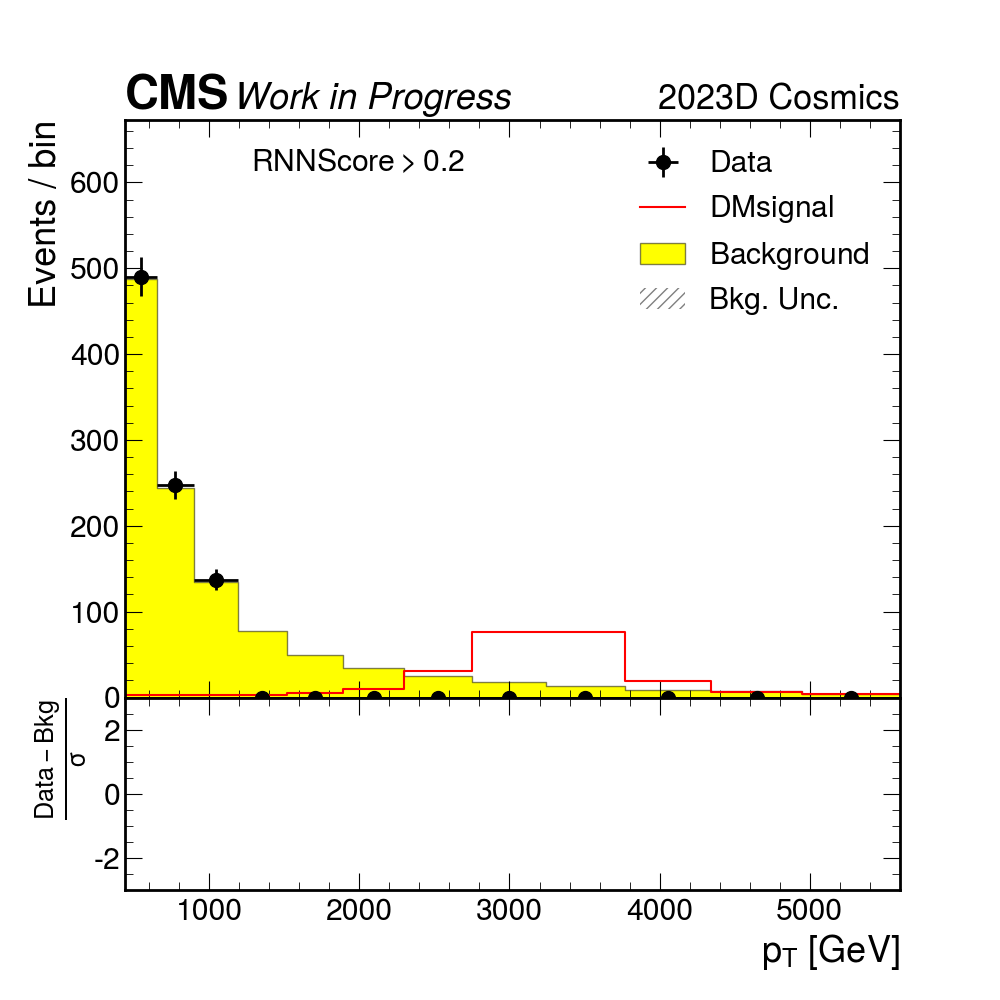 CMS Work in Progress 2023D Cosmics
RNNScore > 0.2
Data
DMsignal
Background
Bkg. Unc.
Events / bin
600
500
400
300
200
100
0
Data – Bkg
σ
2
0
-2
1000 2000 3000 4000 5000
pT [GeV]